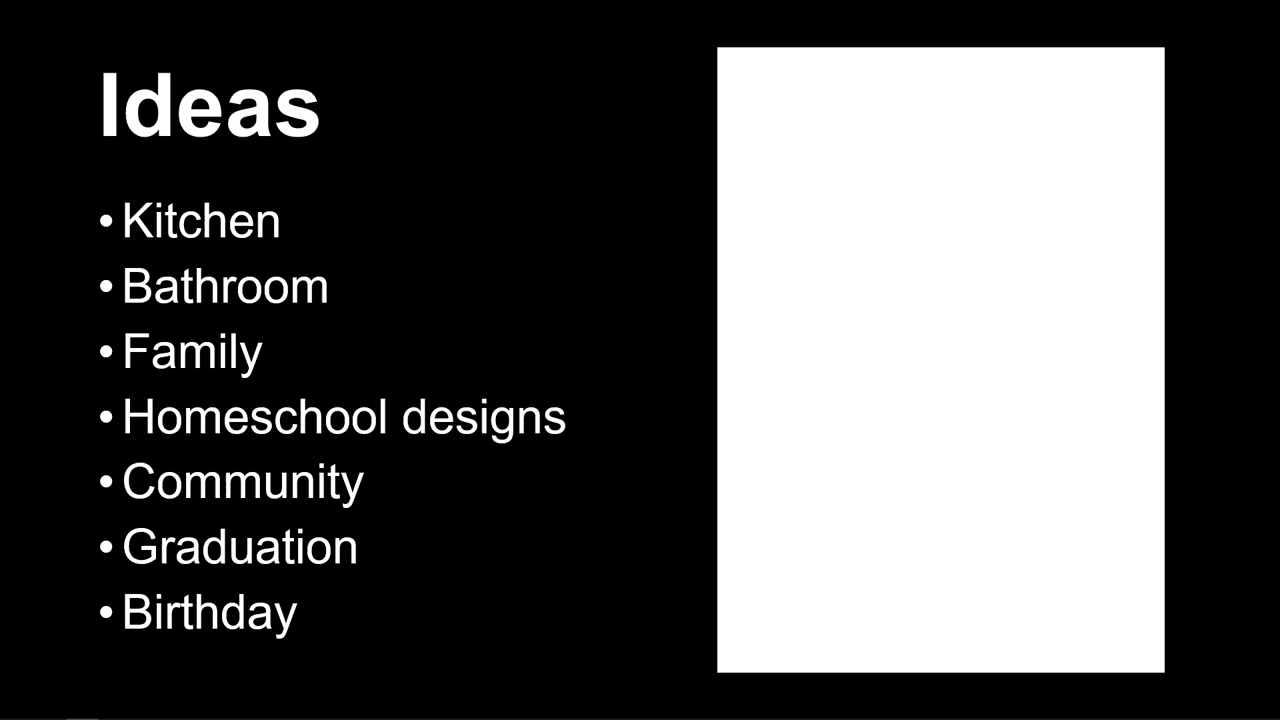 Ideas
• Kitchen
• Bathroom
• Family
• Homeschool designs
• Community
• Graduation
• Birthday